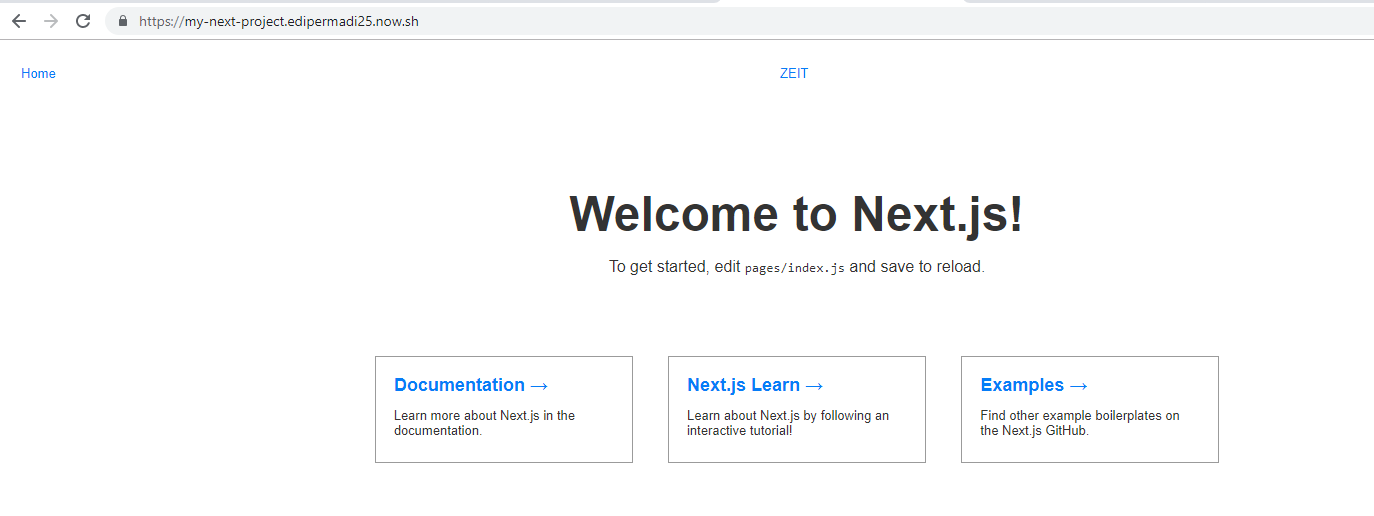 https://my-next-project.edipermadi25.now.sh
Home
ZEIT
Welcome to Next.js!
To get started, edit pages/index.js and save to reload.
Documentation →
Learn more about Next.js in the
documentation.
Next.js Learn →
Learn about Next.js by following an
interactive tutorial!
Examples →
Find other example boilerplates on
the Next.js GitHub.